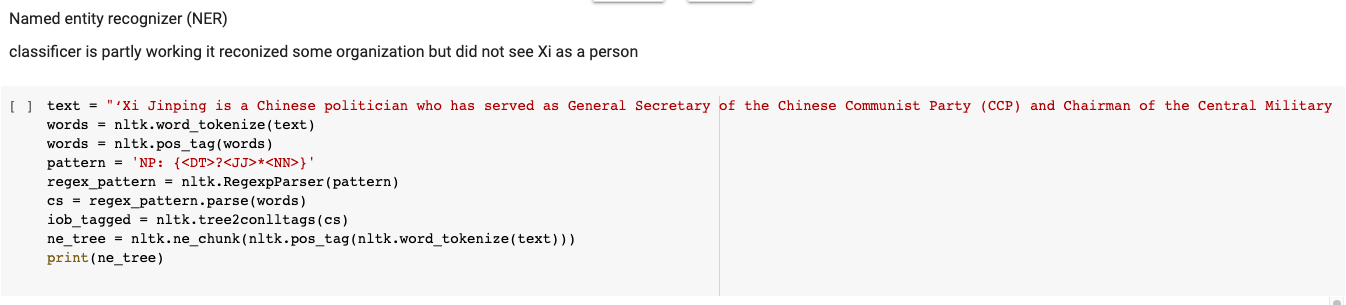 Named entity recognizer (NER)
classificer is partly working it reconized some organization but did not see Xi as a person
[ ] text = "‘Xi Jinping is a Chinese politician who has served as General Secretary of the Chinese Communist Party (CCP) and Chairman of the Central Military
words = nltk.word_tokenize(text)
words = nltk.pos_tag(words)
pattern = 'NP: {<DT>?<JJ>*<NN>}'
regex_pattern = nltk.RegexpParser(pattern)
cs = regex_pattern.parse(words)
iob_tagged = nltk.tree2conlltags(cs)
ne_tree = nltk.ne_chunk(nltk.pos_tag(nltk.word_tokenize(text)))
print(ne_tree)